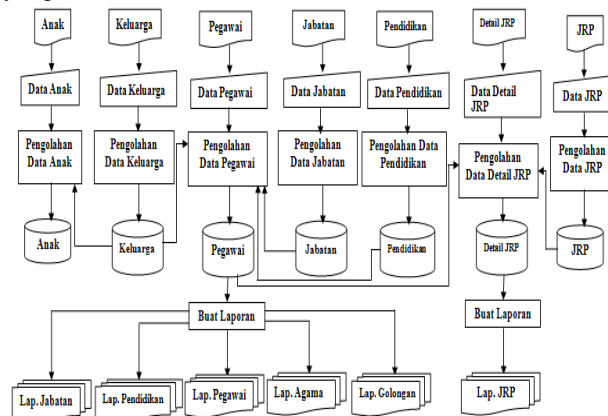 Anak
Keluarga
Pegawai
Jabatan
Pendidikan
Detail JRP
JRP
Data Anak
Data Keluarga
Data Pegawai
Data Jabatan
Data Pendidikan
Data Detail
JRP
Data JRP
Pengolahan
Data Anak
Pengolahan
Data Keluarga
Pengolahan
Data Pegawai
Pengolahan
Data Jabatan
Pengolahan Data
Pendidikan
Pengolahan
Data Detail JRP
Pengolahan
Data JRP
Anak
Keluarga
Pegawai
Jabatan
Pendidikan
Detail JRP
JRP
Buat Laporan
Buat Laporan
Lap. Jabatan
Lap. Pendidikan
Lap. Pegawai
Lap. Agama
Lap. Golongan
Lap. JRP